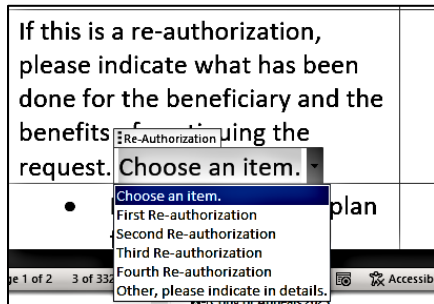 If this is a re-authorization,
please indicate what has been
done for the beneficiary and the
benefits
Re-Authorization
the
request. Choose an item.
Choose an item.
plan
First Re-authorization
Second Re-authorization
Third Re-authorization
Fourth Re-authorization
Other, please indicate in details.
ge 1 of 2 3 of 332
Accessib